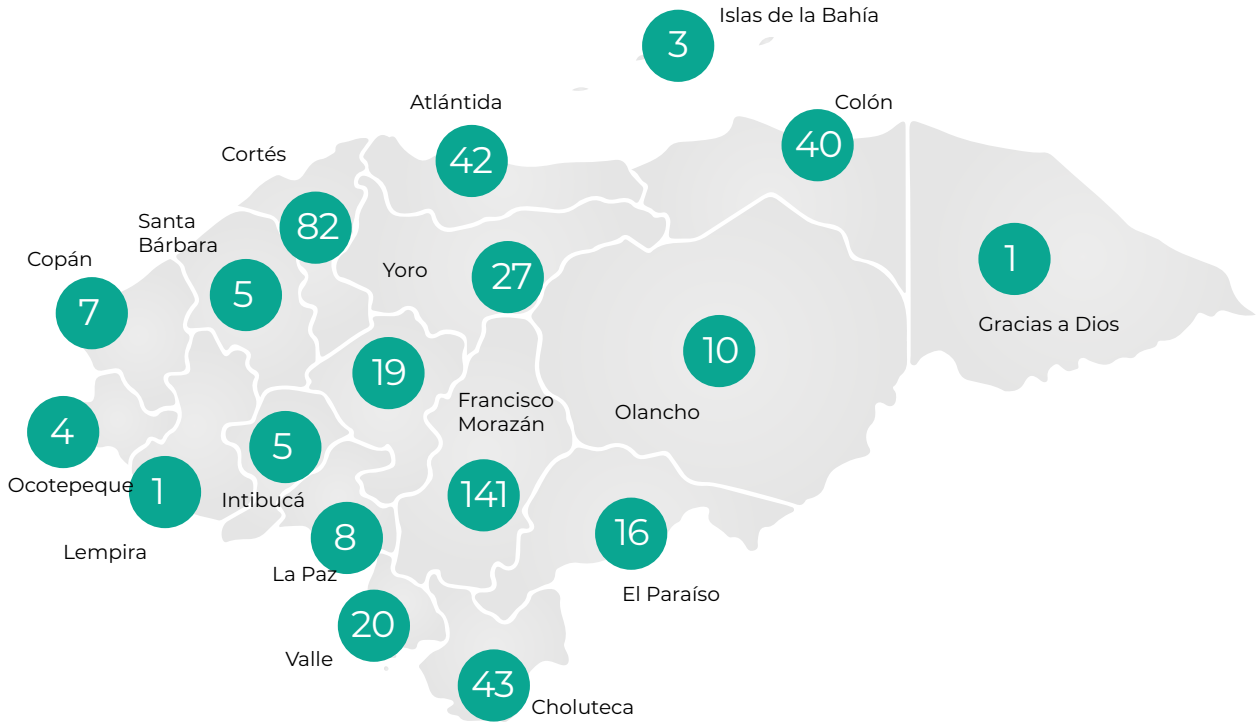 Islas de la Bahía
3
Atlántida
42
Colón
40
Cortés
82
Santa
Bárbara
5
Copán
7
Yoro
27
1
Gracias a Dios
19
10
Olancho
Francisco
Morazán
141
4
Ocotepeque
1
Lempira
5
Intibucá
8
La Paz
16
El Paraíso
20
Valle
43
Choluteca